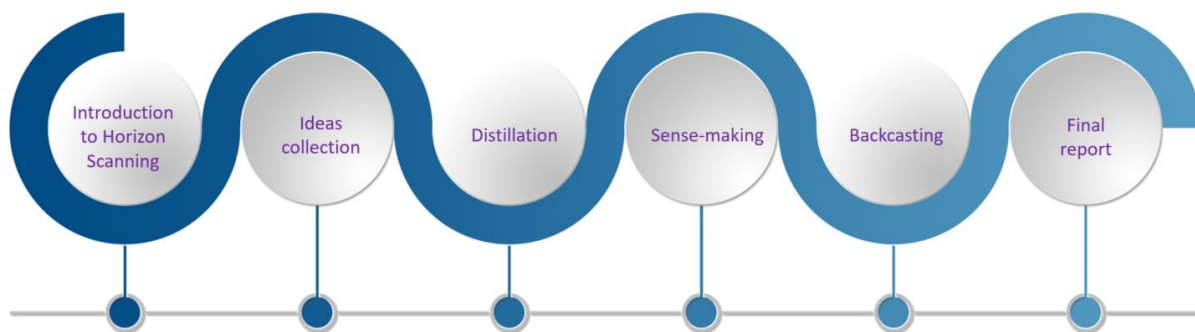 Introduction
to Horizon
Scanning
Ideas
collection
Distillation
Sense-making
Backcasting
Final
report